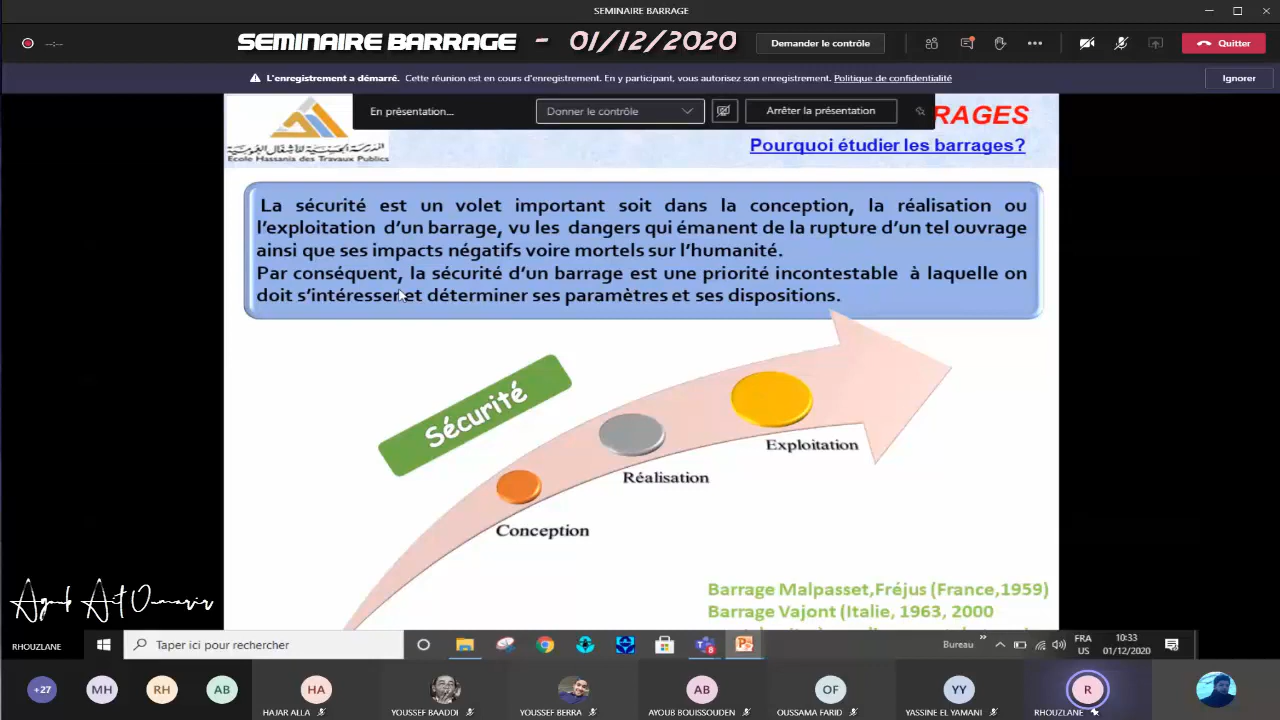 SEMINAIRE BARRAGE
--:--
SEMINAIRE BARRAGE - 01/12/2020
Demander le contrôle
Quitter
L'enregistrement a démarré. Cette réunion est en cours d'enregistrement. En y participant, vous autorisez son enregistrement. Politique de confidentialité
Ignorer
En présentation...
Donner le contrôle
Arrêter la présentation
RAGES
Pourquoi étudier les barrages?
المدرسة الحسنية للأشغال العمومية
Ecole Hassania des Travaux Publics
La sécurité est un volet important soit dans la conception, la réalisation ou
l'exploitation d'un barrage, vu les dangers qui émanent de la rupture d'un tel ouvrage
ainsi que ses impacts négatifs voire mortels sur l'humanité.
Par conséquent, la sécurité d'un barrage est une priorité incontestable à laquelle on
doit s'intéresser et déterminer ses paramètres et ses dispositions.
Sécurité
Exploitation
Réalisation
Conception
Barrage Malpasset,Fréjus (France,1959)
Barrage Vajont (Italie, 1963, 2000
RHOUZLANE
Taper ici pour rechercher
8
Bureau
FRA
US
10:33
01/12/2020
+27
MH
RH
AB
HA
AB
OF
YY
R
HAJAR ALLA
YOUSSEF BAADDI
YOUSSEF BERRA
AYOUB BOUISSOUDEN
OUSSAMA FARID
YASSINE EL YAMANI
RHOUZLANE